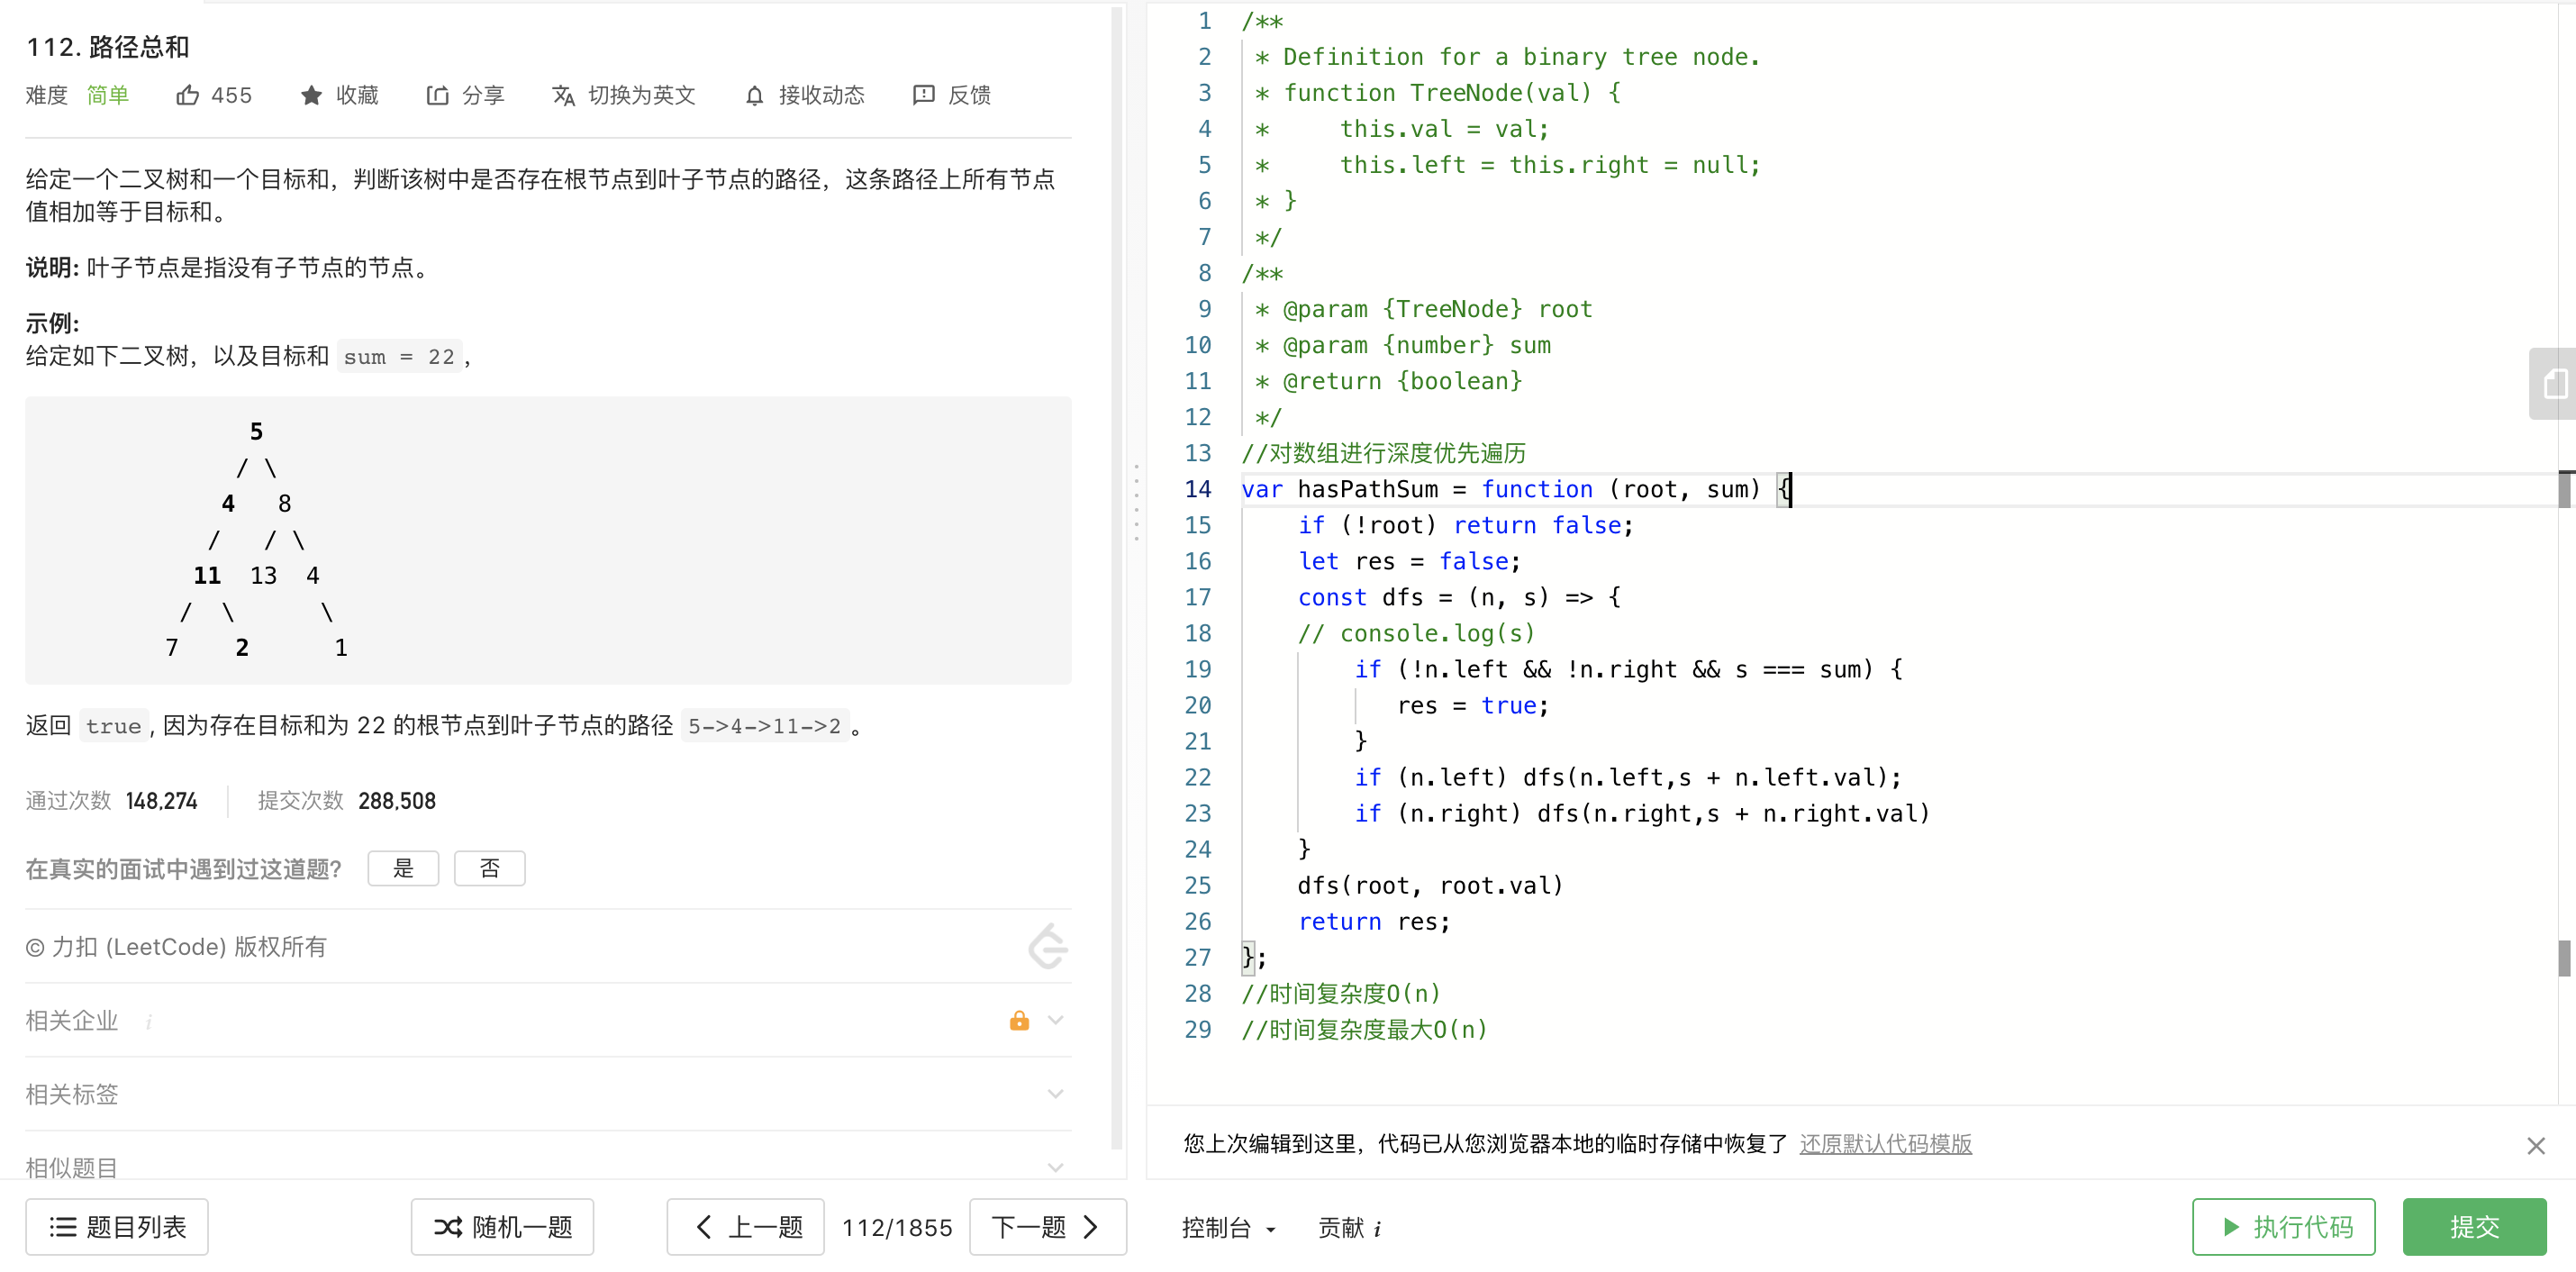 112. 路径总和
难度 简单 455 收藏 分享 切换为英文 接收动态 反馈
给定一个二叉树和一个目标和，判断该树中是否存在根节点到叶子节点的路径，这条路径上所有节点
值相加等于目标和。
说明: 叶子节点是指没有子节点的节点。
示例:
给定如下二叉树，以及目标和 sum = 22，
5
/ \
4 8
/ / \
11 13 4
/ \ \
7 2 1
返回 true, 因为存在目标和为 22 的根节点到叶子节点的路径 5->4->11->2。
通过次数 148,274 提交次数 288,508
在真实的面试中遇到过这道题? 是 否
© 力扣 (LeetCode) 版权所有
相关企业 i
相关标签
相似题目
题目列表 随机一题 上一题 112/1855 下一题
1 /**
2 * Definition for a binary tree node.
3 * function TreeNode(val) {
4 * this.val = val;
5 * this.left = this.right = null;
6 * }
7 */
8 /**
9 * @param {TreeNode} root
10 * @param {number} sum
11 * @return {boolean}
12 */
13 //对数组进行深度优先遍历
14 var hasPathSum = function (root, sum) {
15 if (!root) return false;
16 let res = false;
17 const dfs = (n, s) => {
18 // console.log(s)
19 if (!n.left && !n.right && s === sum) {
20 res = true;
21 }
22 if (n.left) dfs(n.left,s + n.left.val);
23 if (n.right) dfs(n.right,s + n.right.val)
24 }
25 dfs(root, root.val)
26 return res;
27 };
28 //时间复杂度O(n)
29 //时间复杂度最大O(n)
您上次编辑到这里，代码已从您浏览器本地的临时存储中恢复了 还原默认代码模版
控制台 贡献 i 执行代码 提交